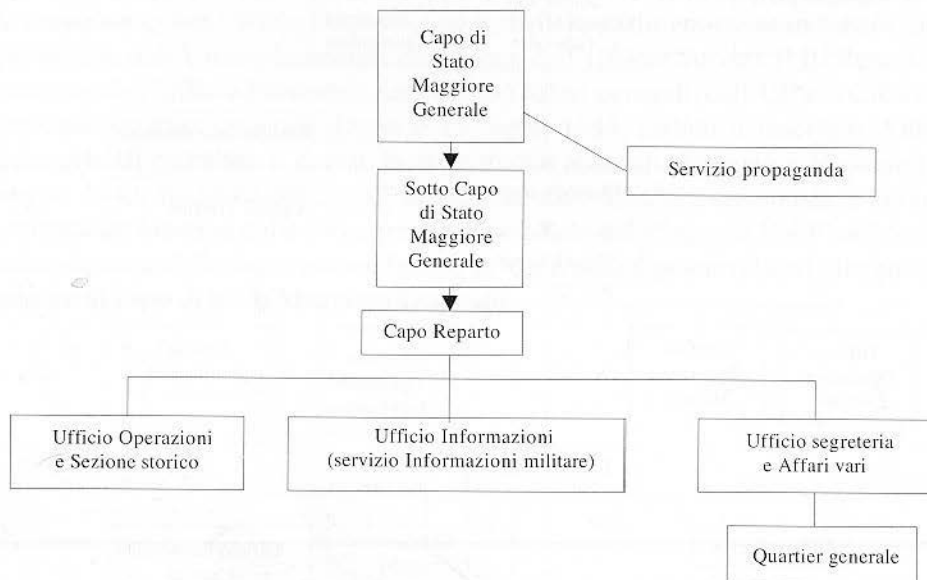 Capo di
Stato
Maggiore
Generale
Servizio propaganda
Sotto Capo
di Stato
Maggiore
Generale
Capo Reparto
Ufficio Operazioni
e Sezione storico
Ufficio Informazioni
(servizio Informazioni militare)
Ufficio segreteria
e Affari vari
Quartier generale